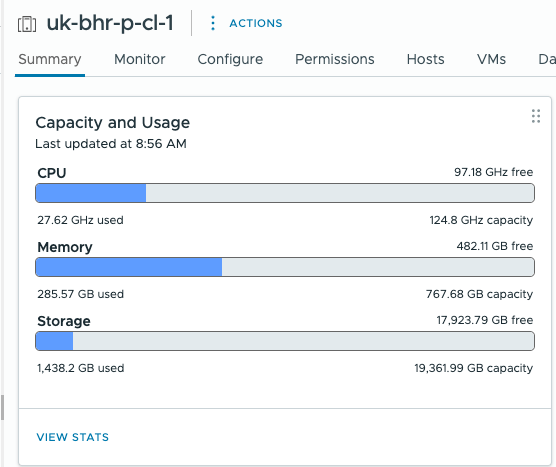 uk-bhr-p-cl-1
ACTIONS
Summary Monitor Configure Permissions Hosts VMs Da
Capacity and Usage
Last updated at 8:56 AM
CPU 97.18 GHz free
27.62 GHz used 124.8 GHz capacity
Memory 482.11 GB free
285.57 GB used 767.68 GB capacity
Storage 17,923.79 GB free
1,438.2 GB used 19,361.99 GB capacity
VIEW STATS